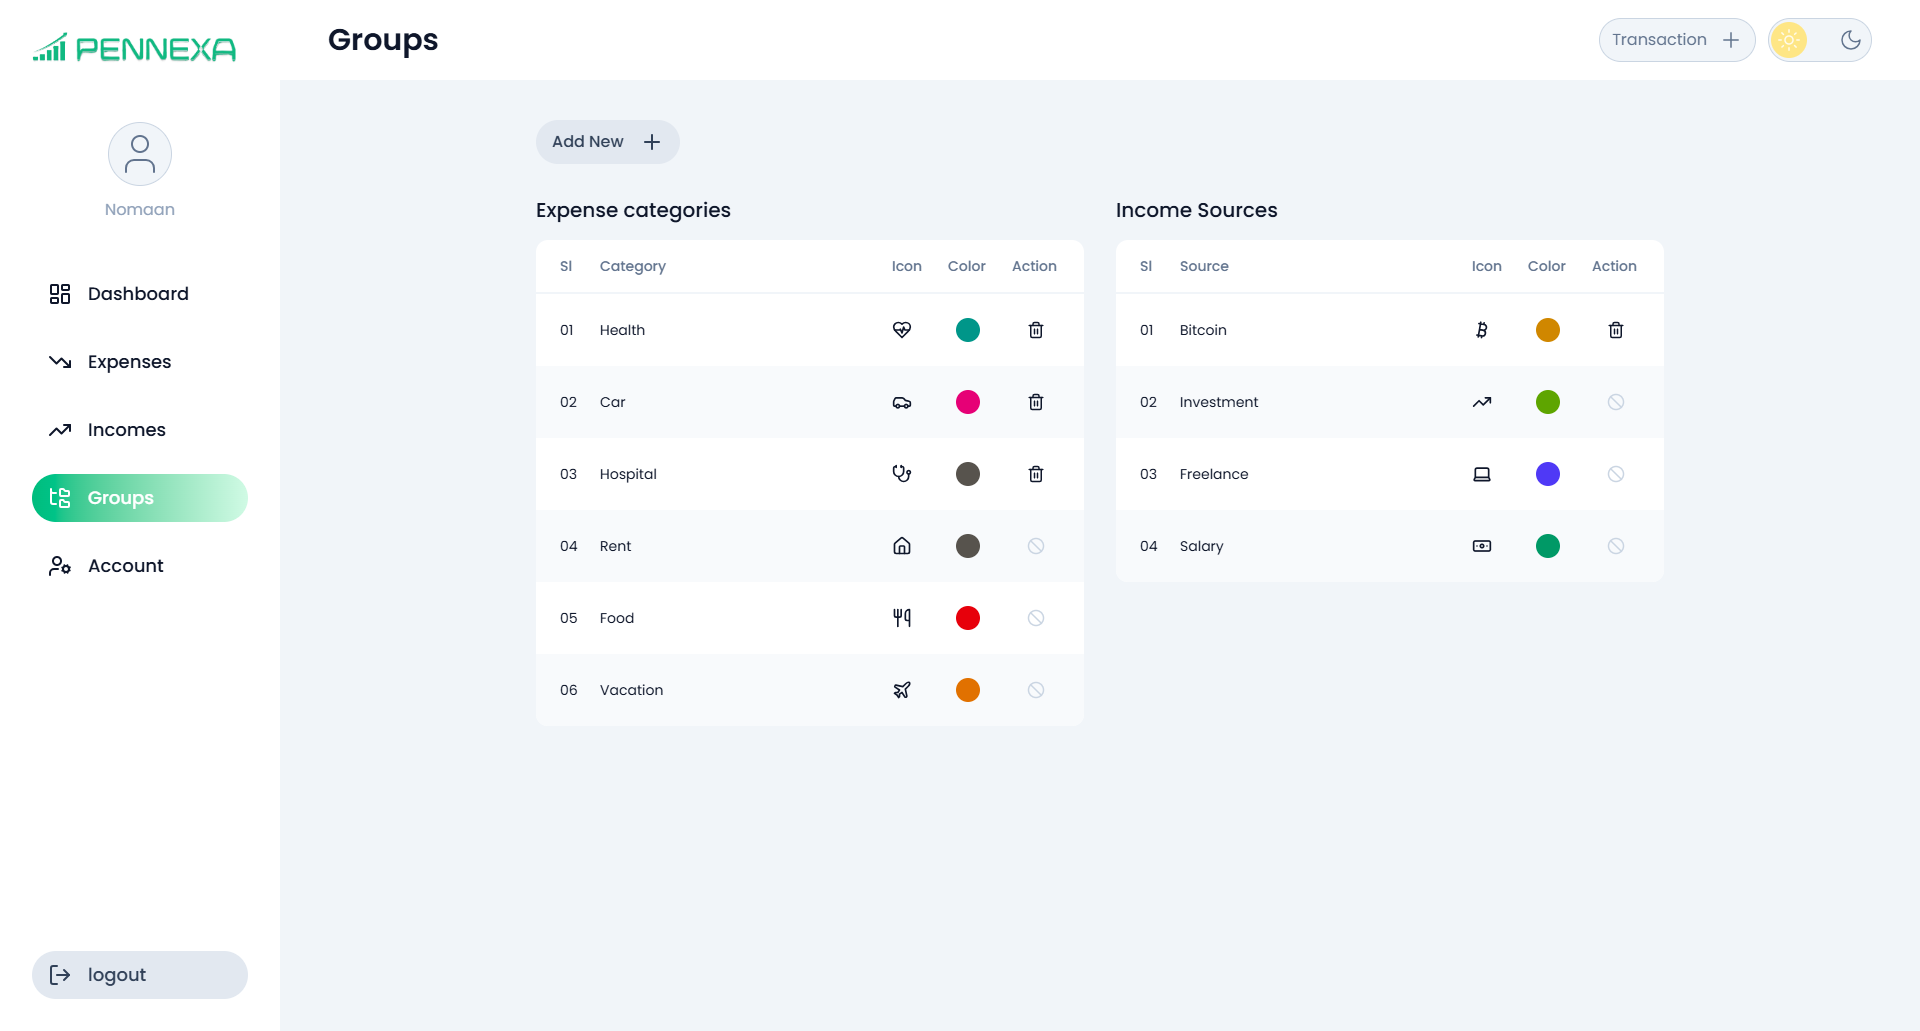 PENNEXA
Groups
Transaction
Nomaan
Dashboard
Expenses
Incomes
Groups
Account
logout
Add New
Expense categories
Sl Category Icon Color Action
01 Health
02 Car
03 Hospital
04 Rent
05 Food
06 Vacation
Income Sources
Sl Source Icon Color Action
01 Bitcoin
02 Investment
03 Freelance
04 Salary